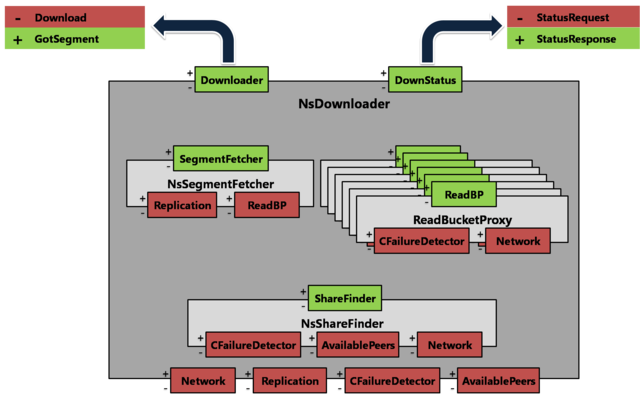 - Download
+ GotSegment
- StatusRequest
+ StatusResponse
+ - Downloader
+ - DownStatus
NsDownloader
+ - SegmentFetcher
NsSegmentFetcher
+ - Replication
+ - ReadBP
+ - ReadBP
ReadBucketProxy
+ - CFailureDetector
+ - Network
+ - ShareFinder
NsShareFinder
+ - CFailureDetector
+ - AvailablePeers
+ - Network
+ - Network
+ - Replication
+ - CFailureDetector
+ - AvailablePeers